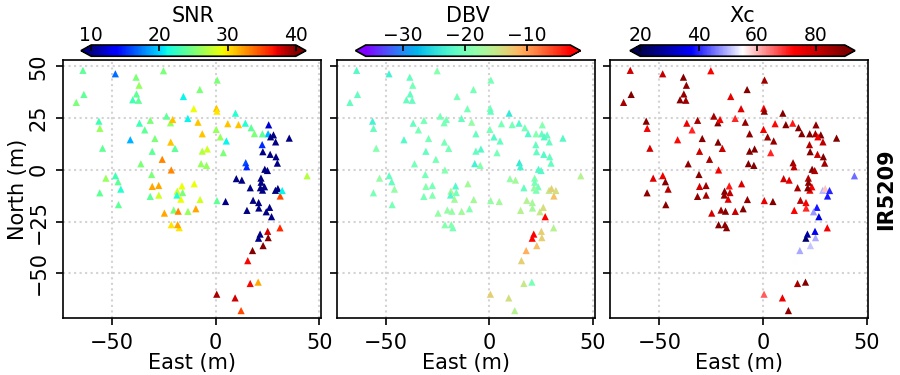 SNR DBV Xc
10 20 30 40 −30 −20 −10 20 40 60 80
North (m)
50
25
0
−25
−50
−50 0 50 −50 0 50 −50 0 50
East (m) East (m) East (m)
IR5209